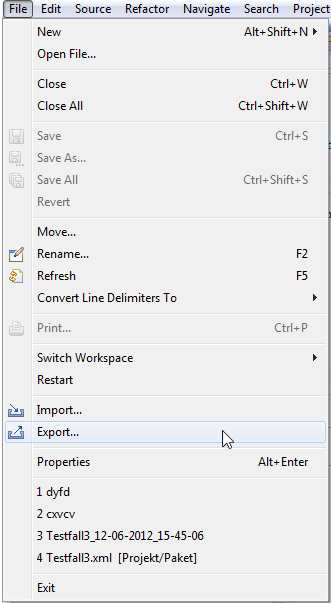 File Edit Source Refactor Navigate Search Project
New Alt+Shift+N
Open File...
Close Ctrl+W
Close All Ctrl+Shift+W
Save Ctrl+S
Save As...
Save All Ctrl+Shift+S
Revert
Move...
Rename... F2
Refresh F5
Convert Line Delimiters To
Print... Ctrl+P
Switch Workspace
Restart
Import...
Export...
Properties Alt+Enter
1 dyfd
2 cxvcv
3 Testfall3_12-06-2012_15-45-06
4 Testfall3.xml [Projekt/Paket]
Exit